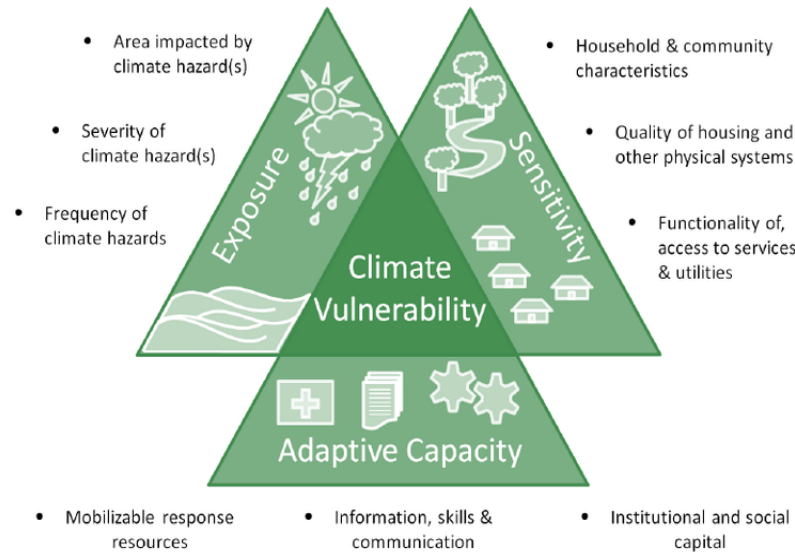 • Area impacted by
climate hazard(s)
• Severity of
climate hazard(s)
• Frequency of
climate hazards
Exposure
• Household & community
characteristics
• Quality of housing and
other physical systems
• Functionality of,
access to services
& utilities
Sensitivity
Climate
Vulnerability
Adaptive Capacity
• Mobilizable response
resources
• Information, skills &
communication
• Institutional and social
capital